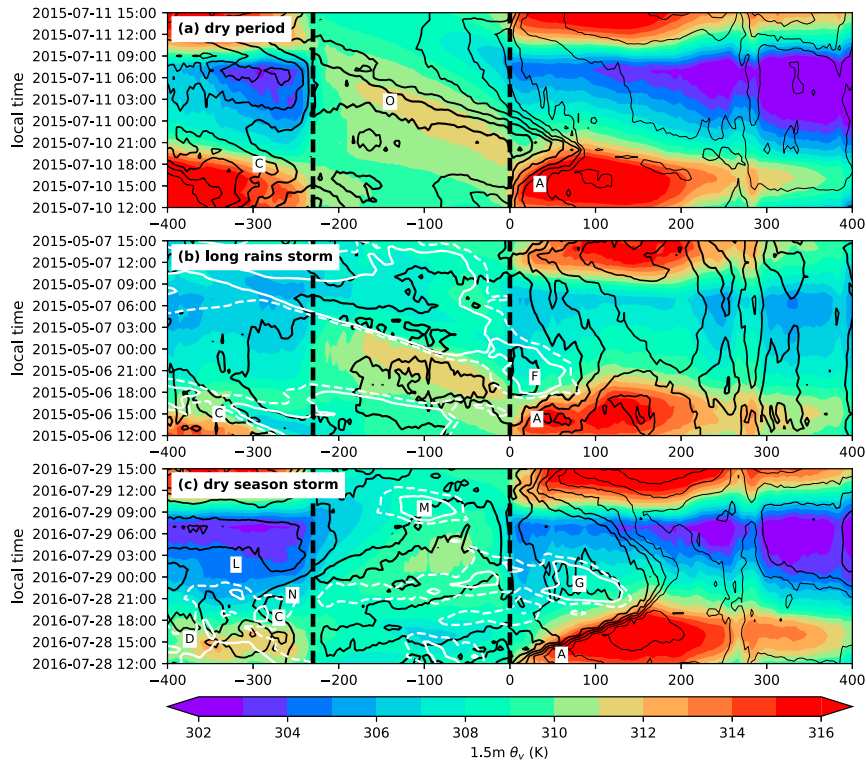 2015-07-11 15:00
2015-07-11 12:00
2015-07-11 09:00
2015-07-11 06:00
2015-07-11 03:00
2015-07-11 00:00
2015-07-10 21:00
2015-07-10 18:00
2015-07-10 15:00
2015-07-10 12:00
local time
(a) dry period
O
C
A
−400 −300 −200 −100 0 100 200 300 400
2015-05-07 15:00
2015-05-07 12:00
2015-05-07 09:00
2015-05-07 06:00
2015-05-07 03:00
2015-05-07 00:00
2015-05-06 21:00
2015-05-06 18:00
2015-05-06 15:00
2015-05-06 12:00
local time
(b) long rains storm
F
C
A
−400 −300 −200 −100 0 100 200 300 400
2016-07-29 15:00
2016-07-29 12:00
2016-07-29 09:00
2016-07-29 06:00
2016-07-29 03:00
2016-07-29 00:00
2016-07-28 21:00
2016-07-28 18:00
2016-07-28 15:00
2016-07-28 12:00
local time
(c) dry season storm
M
L
G
N
C
D
A
−400 −300 −200 −100 0 100 200 300 400
302 304 306 308 310 312 314 316
1.5m θv (K)